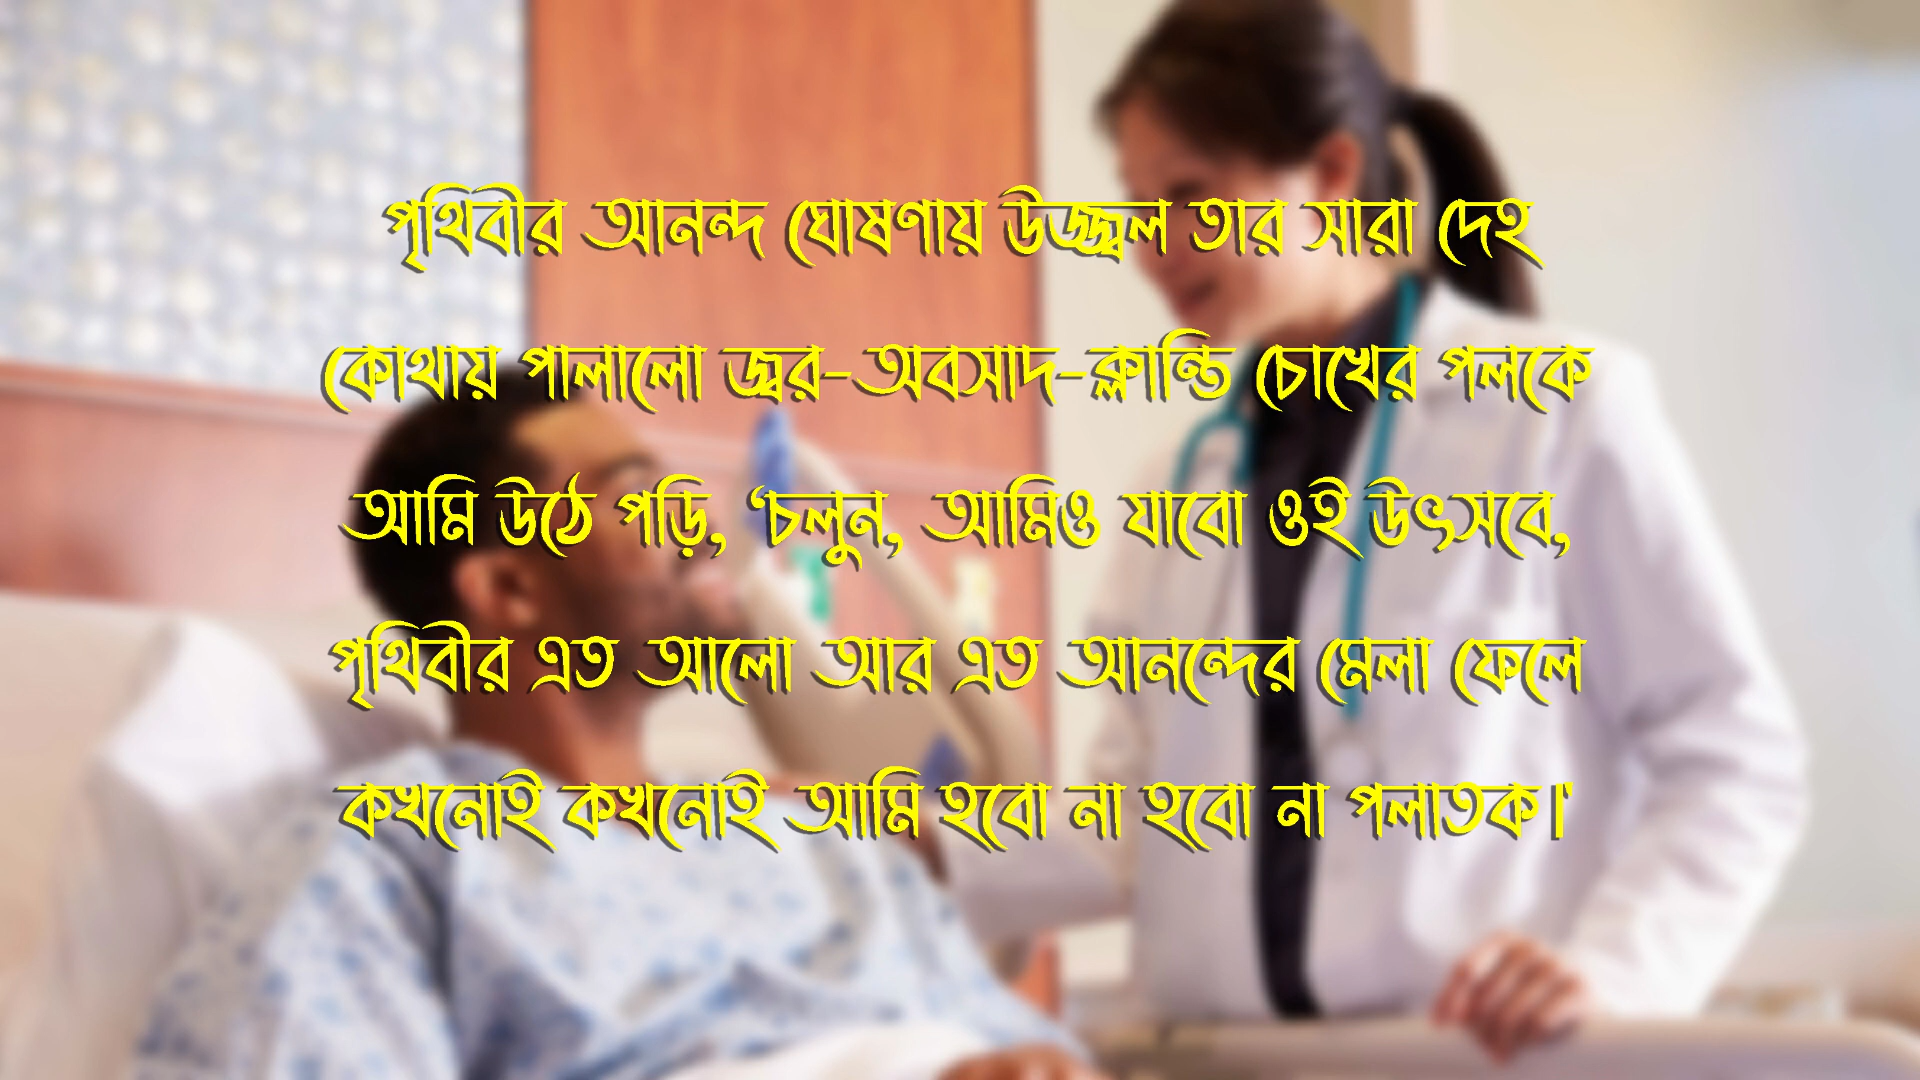 পৃথিবীর আনন্দ ঘোষণায় উজ্জ্বল তার সারা দেহ
কোথায় পালালো জ্বর-অবসাদ-ক্লান্তি চোখের পলকে
আমি উঠে পড়ি, ‘চলুন, আমিও যাবো ওই উৎসবে,
পৃথিবীর এত আলো আর এত আনন্দের মেলা ফেলে
কখনোই কখনোই আমি হবো না হবো না পলাতক।'